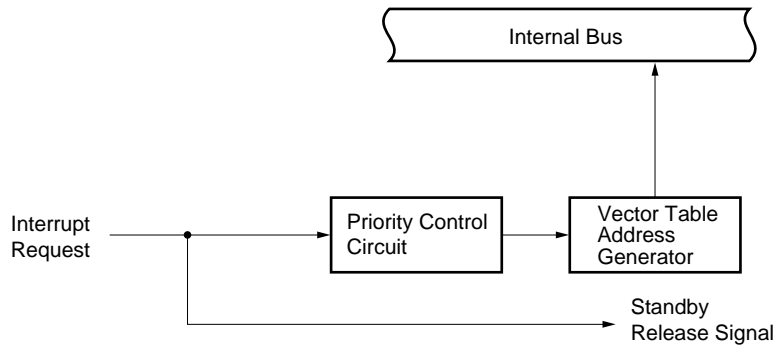 Internal Bus
Interrupt
Request
Priority Control
Circuit
Vector Table
Address
Generator
Standby
Release Signal